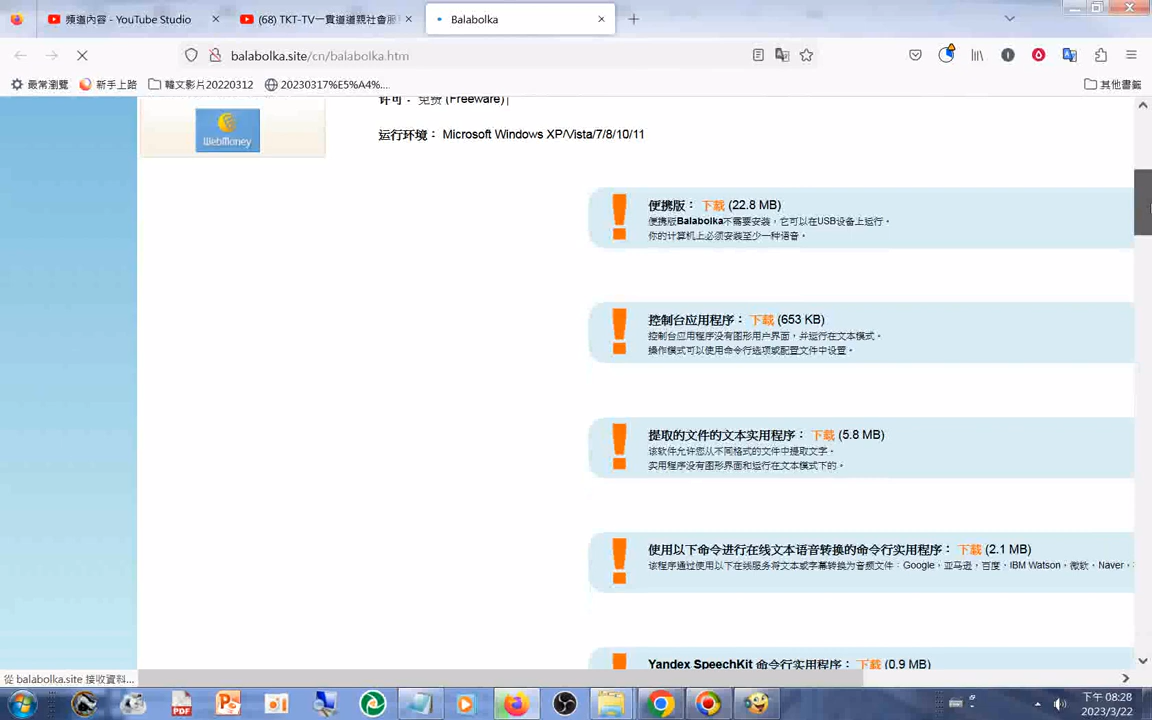 頻道內容 - YouTube Studio
(68) TKT-TV一貫道道親社會服
Balabolka
balabolka.site/cn/balabolka.htm
最常瀏覽
新手上路
韓文影片20220312
20230317%E5%A4%...
其他書籤
WebMoney
许可： 免费 (Freeware)
运行环境： Microsoft Windows XP/Vista/7/8/10/11
便携版： 下载 (22.8 MB)
便携版Balabolka不需要安装，它可以在USB设备上运行。
你的计算机上必须安装至少一种语音。
控制台应用程序： 下载 (653 KB)
控制台应用程序没有图形用户界面，并运行在文本模式。
操作模式可以使用命令行选项或配置文件中设置。
提取的文件的文本实用程序： 下载 (5.8 MB)
该软件允许您从不同格式的文件中提取文字。
实用程序没有图形界面和运行在文本模式下的。
使用以下命令进行在线文本语音转换的命令行实用程序： 下载 (2.1 MB)
该程序通过使用以下在线服务将文本或字幕转换为音频文件：Google，亚马逊，百度，IBM Watson，微软，Naver，
Yandex SpeechKit 命令行实用程序： 下载 (0.9 MB)
從 balabolka.site 接收資料...
PDF
下午 08:28
2023/3/22